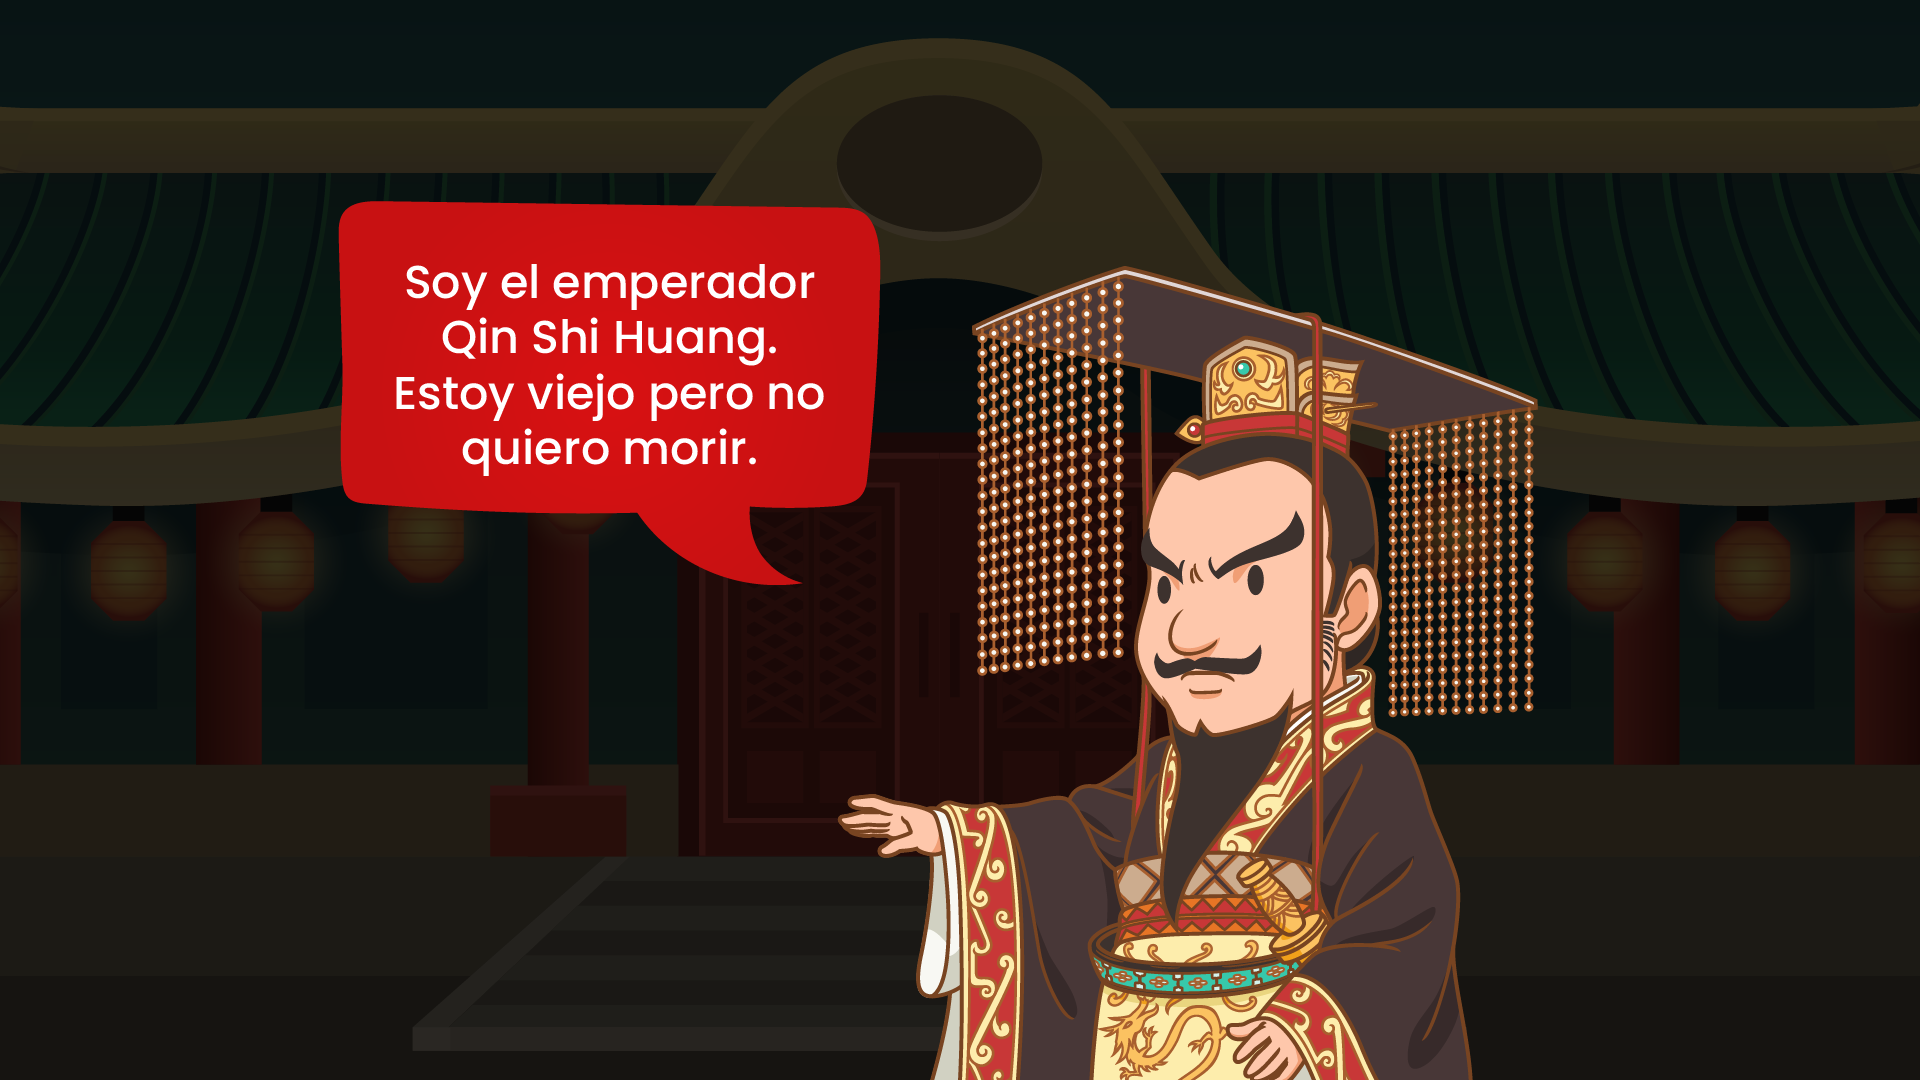 Soy el emperador
Qin Shi Huang.
Estoy viejo pero no
quiero morir.